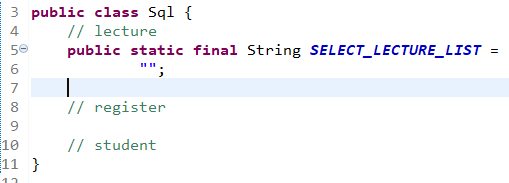 3 public class Sql {
4 // lecture
5 public static final String SELECT_LECTURE_LIST =
6 "";
7
8 // register
9
10 // student
11 }
12